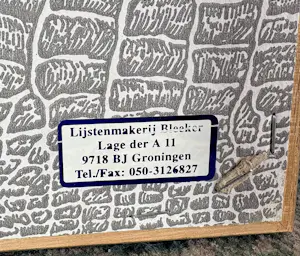 Lijstenmakerij Bleeker
Lage der A 11
9718 BJ Groningen
Tel./Fax: 050-3126827